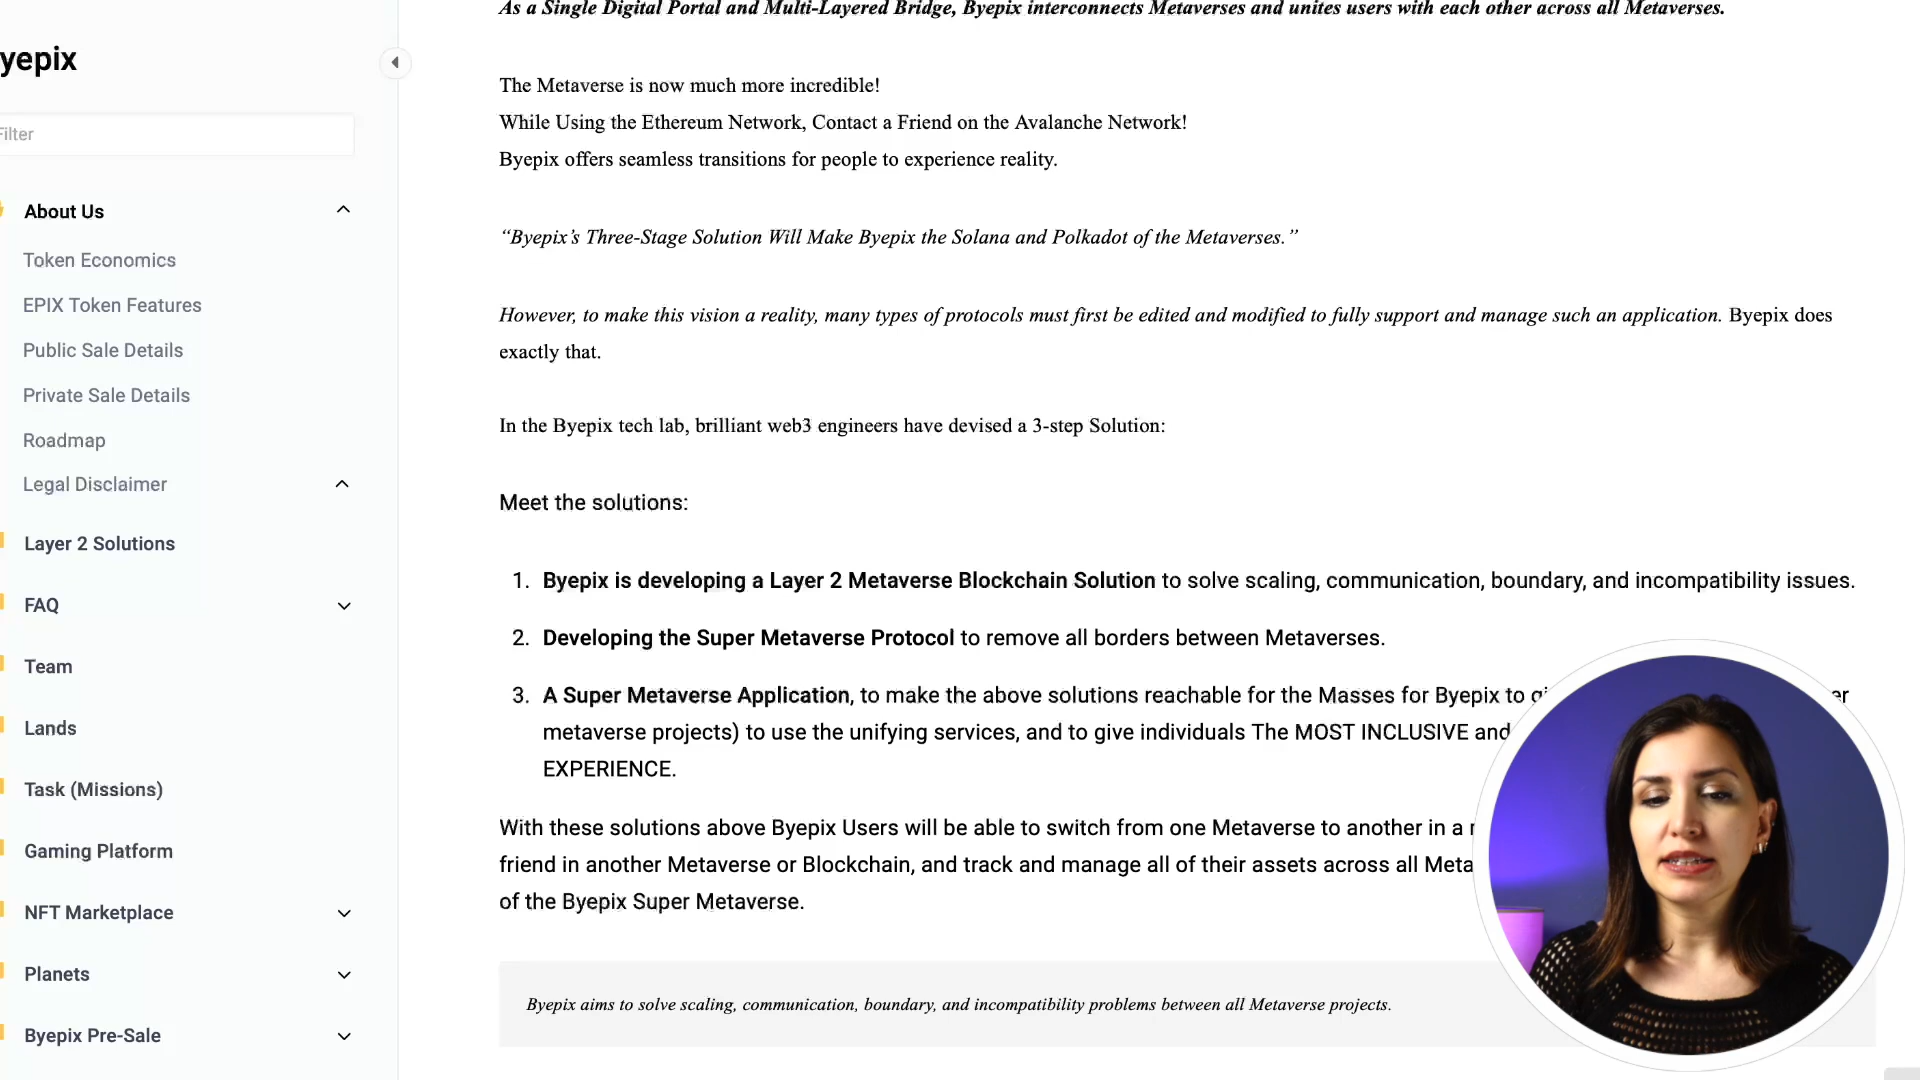 As a Single Digital Portal and Multi-Layered Bridge, Byepix interconnects Metaverses and unites users with each other across all Metaverses.
yepix
Filter
The Metaverse is now much more incredible!
While Using the Ethereum Network, Contact a Friend on the Avalanche Network!
Byepix offers seamless transitions for people to experience reality.
“Byepix’s Three-Stage Solution Will Make Byepix the Solana and Polkadot of the Metaverses.”
However, to make this vision a reality, many types of protocols must first be edited and modified to fully support and manage such an application. Byepix does
exactly that.
In the Byepix tech lab, brilliant web3 engineers have devised a 3-step Solution:
Meet the solutions:
1. Byepix is developing a Layer 2 Metaverse Blockchain Solution to solve scaling, communication, boundary, and incompatibility issues.
2. Developing the Super Metaverse Protocol to remove all borders between Metaverses.
3. A Super Metaverse Application, to make the above solutions reachable for the Masses for Byepix to
metaverse projects) to use the unifying services, and to give individuals The MOST INCLUSIVE and
EXPERIENCE.
With these solutions above Byepix Users will be able to switch from one Metaverse to another in a
friend in another Metaverse or Blockchain, and track and manage all of their assets across all
of the Byepix Super Metaverse.
Byepix aims to solve scaling, communication, boundary, and incompatibility problems between all Metaverse projects.
About Us
Token Economics
EPIX Token Features
Public Sale Details
Private Sale Details
Roadmap
Legal Disclaimer
Layer 2 Solutions
FAQ
Team
Lands
Task (Missions)
Gaming Platform
NFT Marketplace
Planets
Byepix Pre-Sale